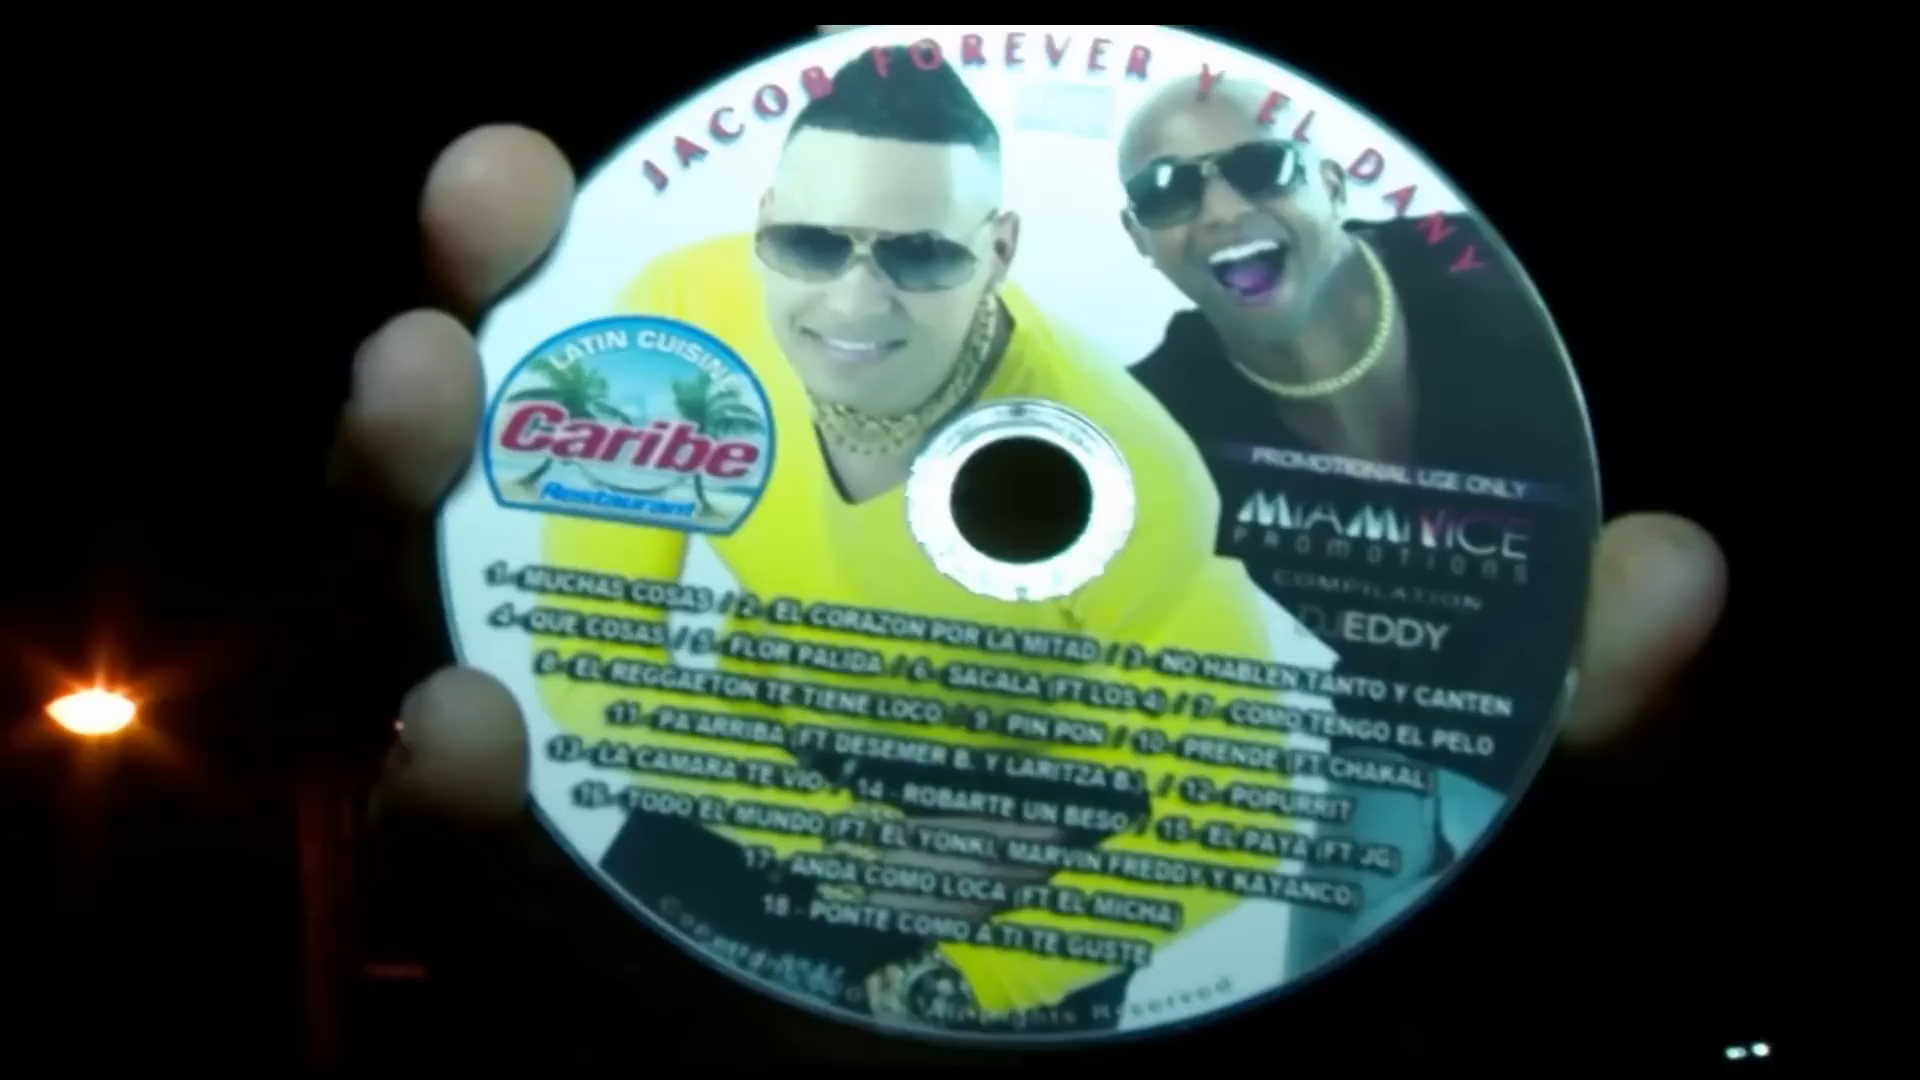 JACOB FOREVER Y EL DANY
LATIN CUISINE
Caribe
Restaurant
PROMOTIONAL USE ONLY
MIAMI VICE
PROMOTIONS
COMPILATION
DJ EDDY
1- MUCHAS COSAS / 2- EL CORAZON POR LA MITAD / 3- NO HABLEN TANTO Y CANTEN
4- QUE COSAS / 5- FLOR PALIDA / 6- SACALA (FT LOS 4) / 7- COMO TENGO EL PELO
8- EL REGGAETON TE TIENE LOCO / 9- PIN PON / 10- PRENDE (FT CHAKAL)
11- PA'ARRIBA (FT DESEMER B. Y LARITZA B.) / 12- POPURRIT
13- LA CAMARA TE VIO / 14 - ROBARTE UN BESO / 15- EL PAYA (FT JG)
16- TODO EL MUNDO (FT. EL YONKI, MARVIN FREDDY Y KAYANCO)
17- ANDA COMO LOCA (FT EL MICHA)
18 - PONTE COMO A TI TE GUSTE
Reserved